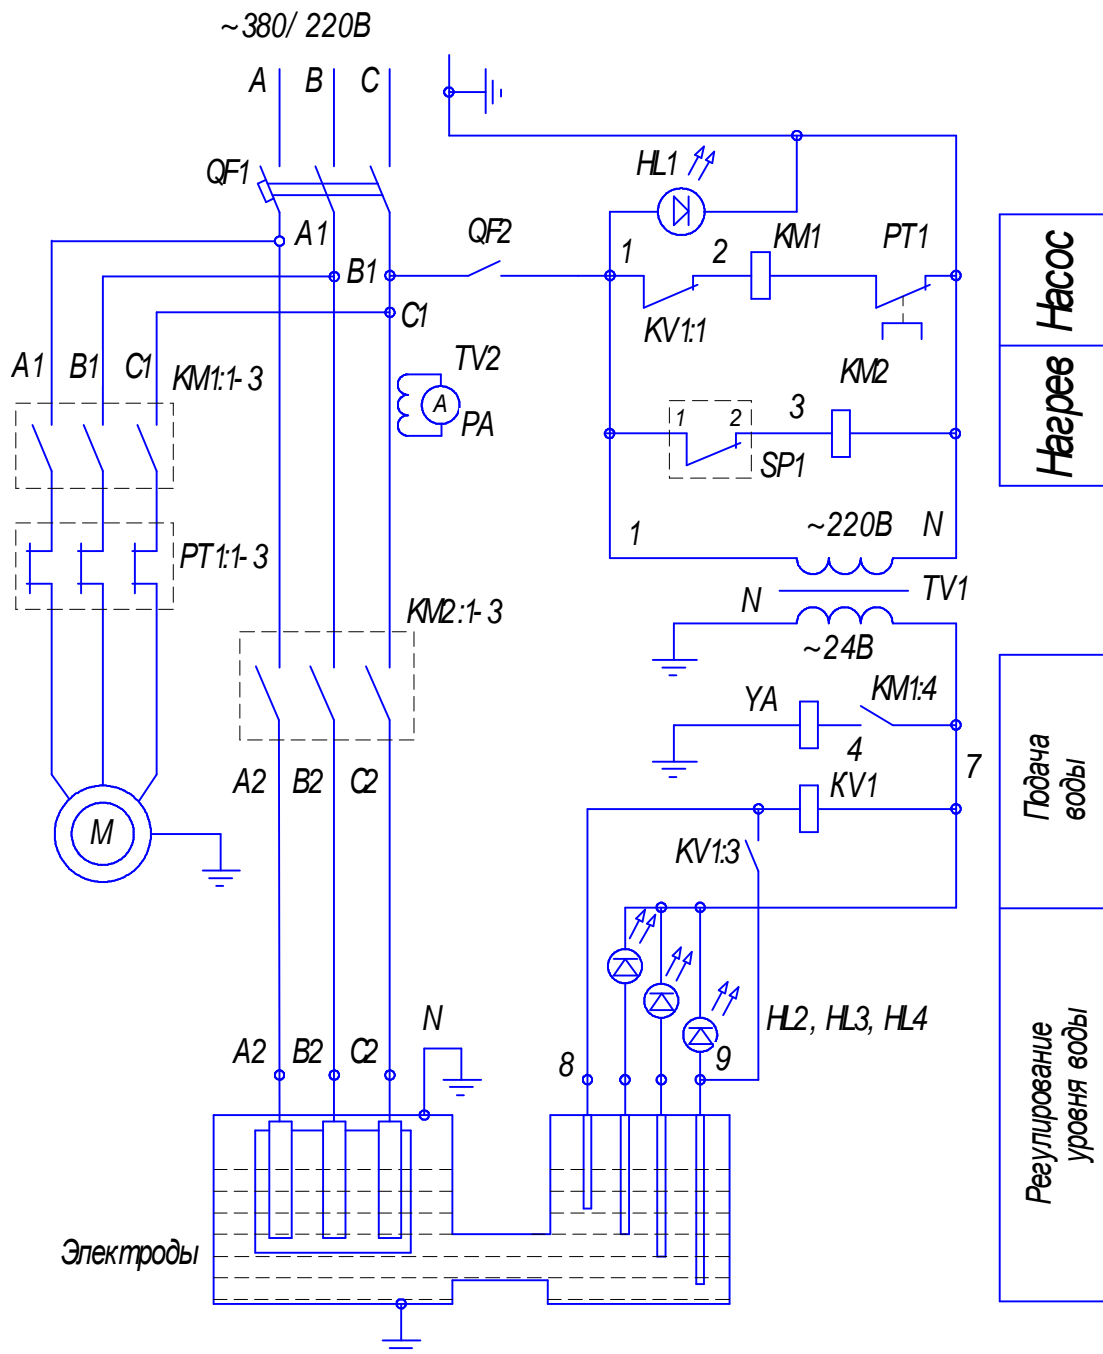 ~380/ 220В
A
B
C
QF1
A1
QF2
B1
C1
A1
B1
C1
KM1:1-3
TV2
A
PA
PT1:1-3
KM2:1-3
A2
B2
C2
M
HL1
1
2
KM1
PT1
KV1:1
KM2
1
2
3
SP1
1
~220В
N
N
TV1
~24В
YA
KM1:4
4
7
KV1
KV1:3
HL2, HL3, HL4
8
9
N
A2
B2
C2
Электроды
Насос
Нагрев
Подача
воды
Регулирование
уровня воды